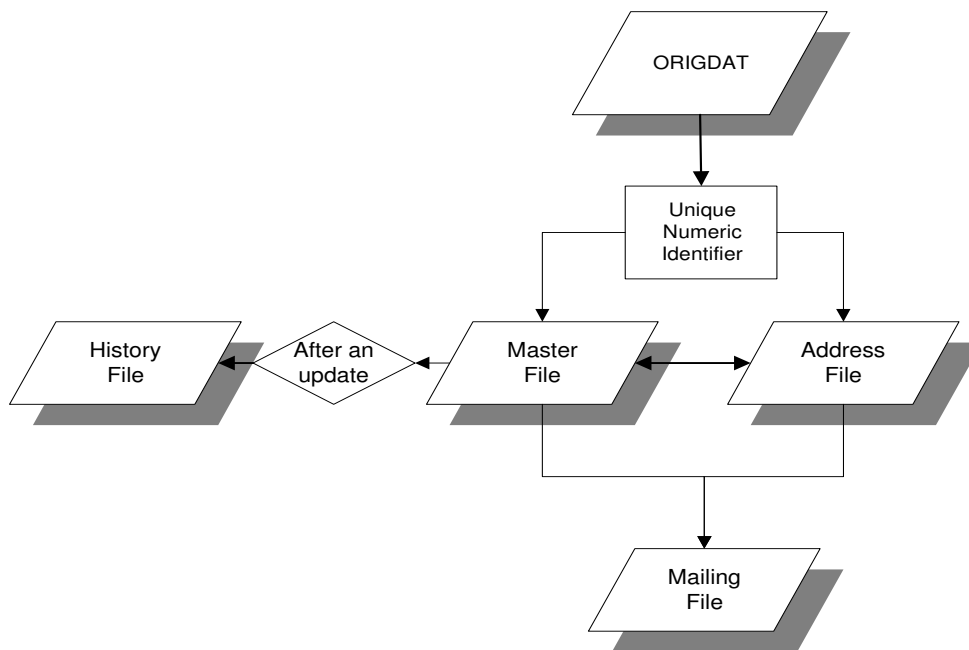 ORIGDAT
Unique
Numeric
Identifier
History
File
After an
update
Master
File
Address
File
Mailing
File